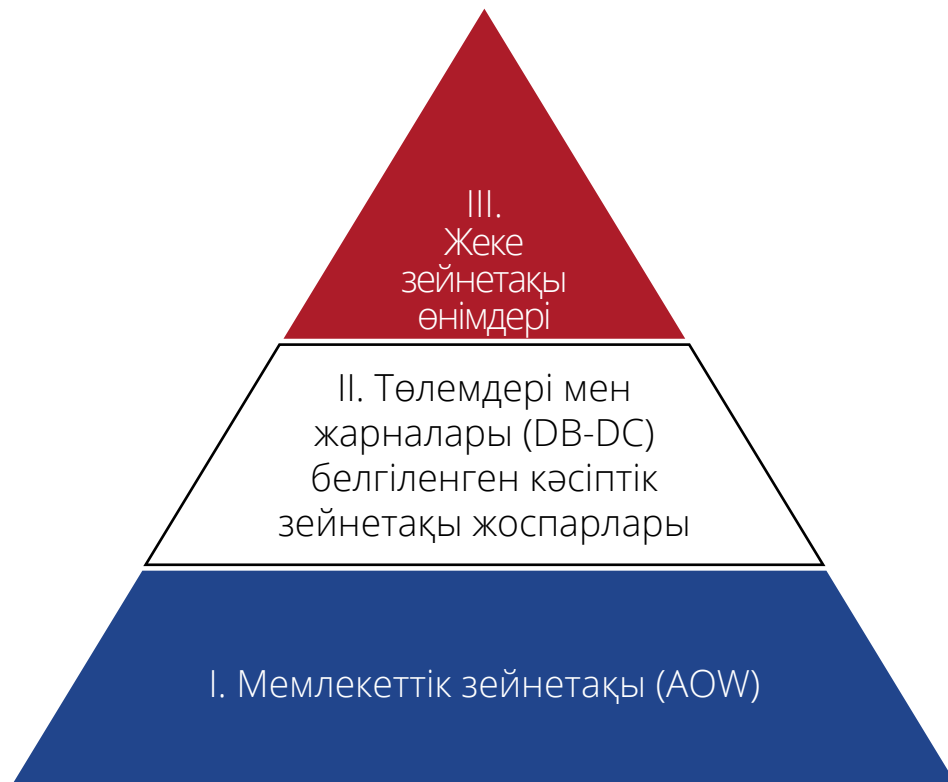 III.
Жеке
зейнетақы
өнімдері
II. Төлемдері мен
жарналары (DB-DC)
белгіленген кәсіптік
зейнетақы жоспарлары
I. Мемлекеттік зейнетақы (AOW)